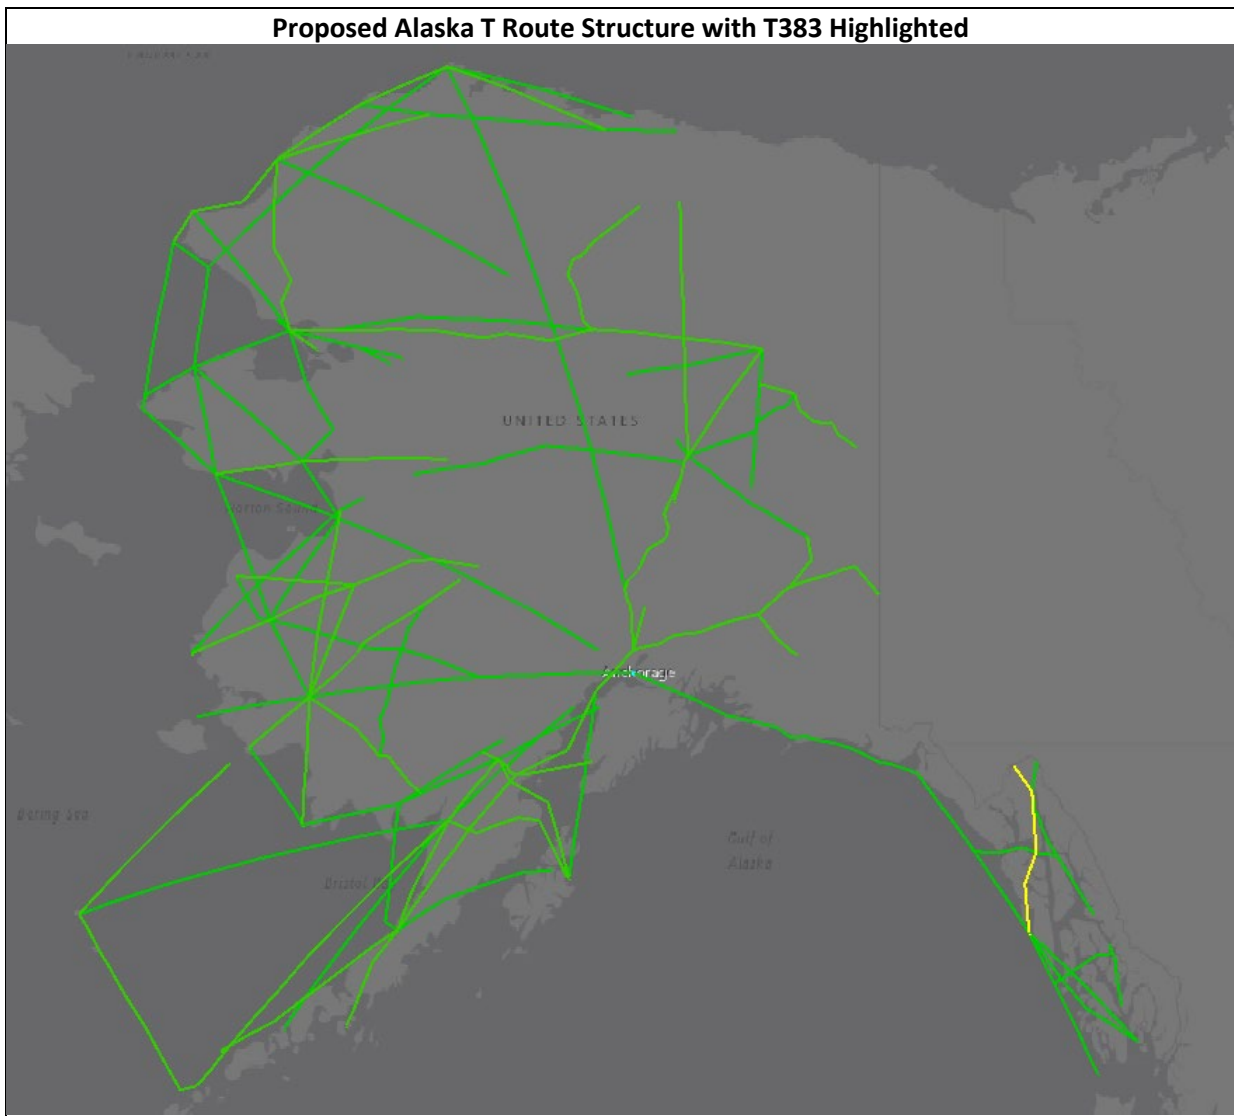 Proposed Alaska T Route Structure with T383 Highlighted
UNITED STATES
Norton Sound
Anchorage
Bering Sea
Gulf of
Alaska
Bristol